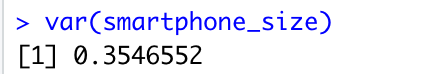 > var(smartphone_size)
[1] 0.3546552